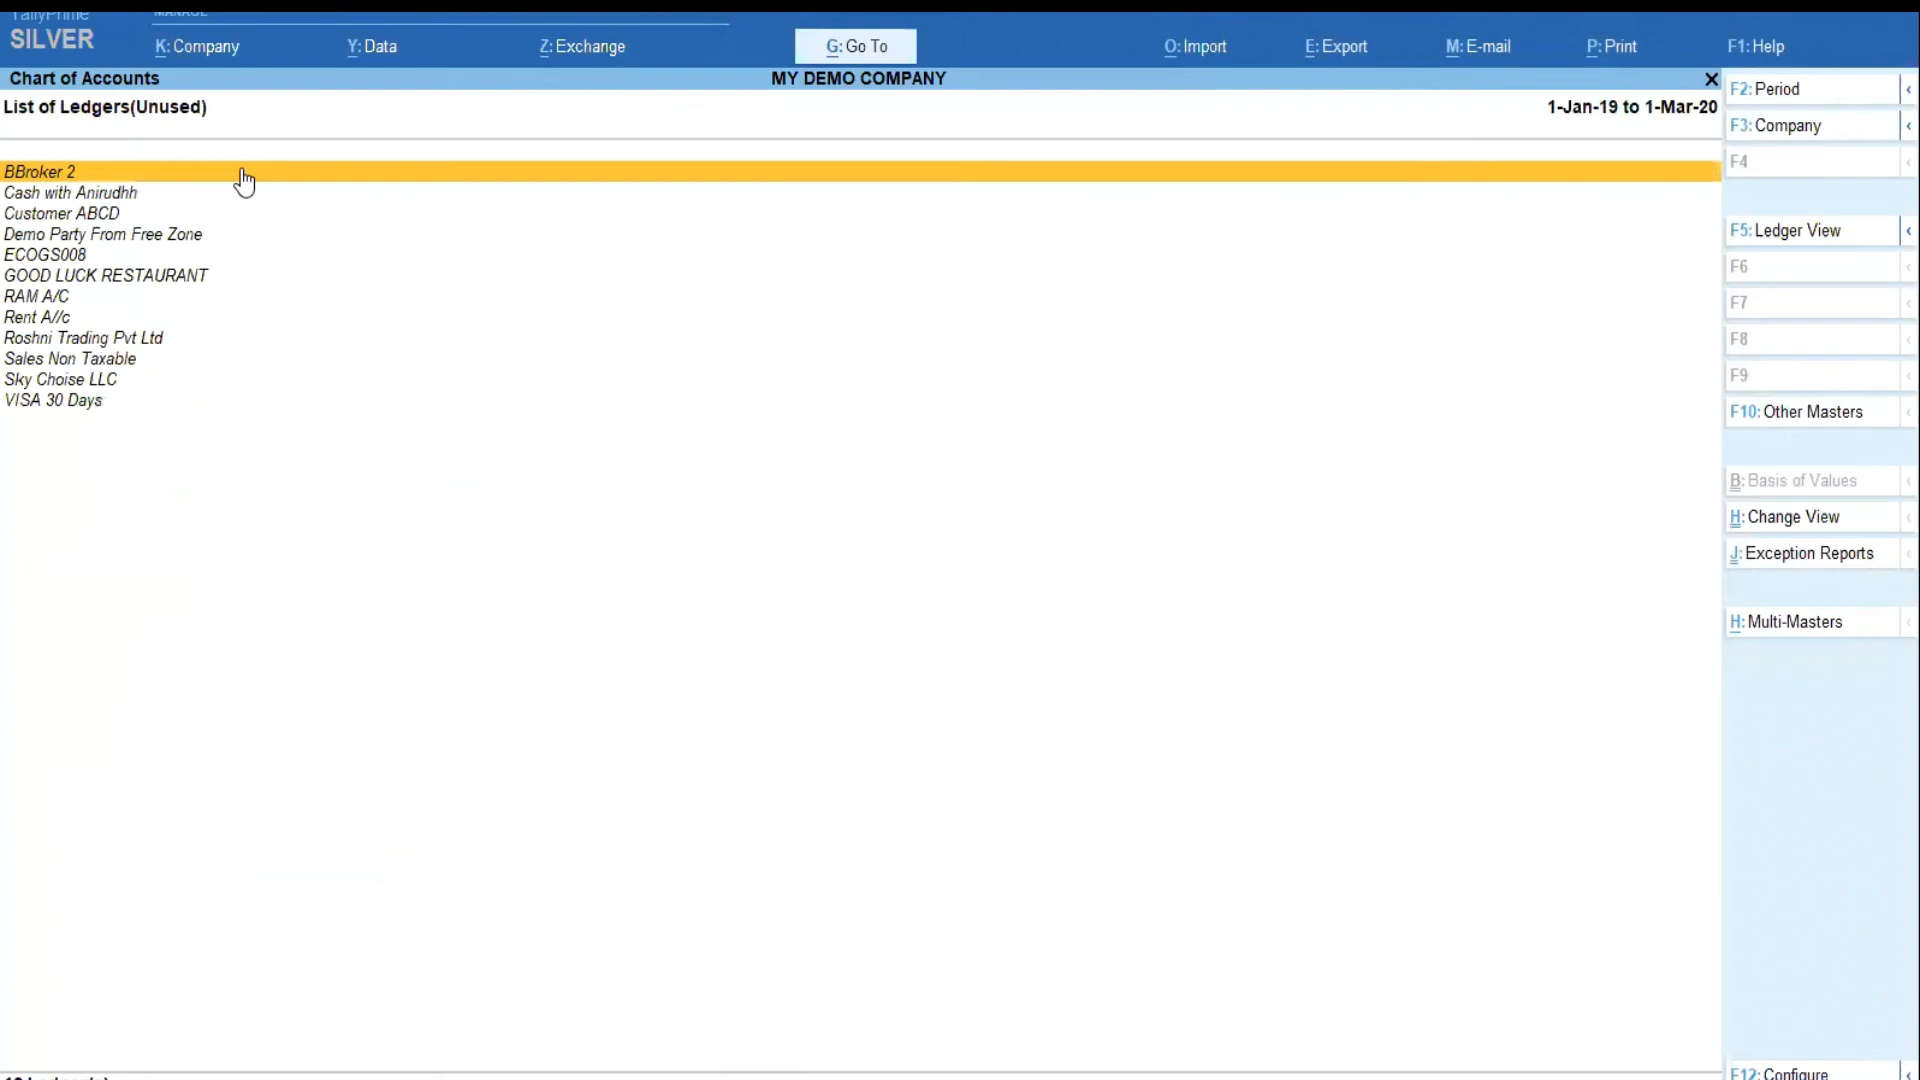 TallyPrime
MANAGE
SILVER
K: Company
Y: Data
Z: Exchange
G: Go To
O: Import
E: Export
M: E-mail
P: Print
F1: Help
Chart of Accounts
MY DEMO COMPANY
List of Ledgers(Unused)
1-Jan-19 to 1-Mar-20
BBroker 2
Cash with Anirudhh
Customer ABCD
Demo Party From Free Zone
ECOGS008
GOOD LUCK RESTAURANT
RAM A/C
Rent A//c
Roshni Trading Pvt Ltd
Sales Non Taxable
Sky Choise LLC
VISA 30 Days
F2: Period
F3: Company
F4
F5: Ledger View
F6
F7
F8
F9
F10: Other Masters
B: Basis of Values
H: Change View
J: Exception Reports
H: Multi-Masters
F12: Configure